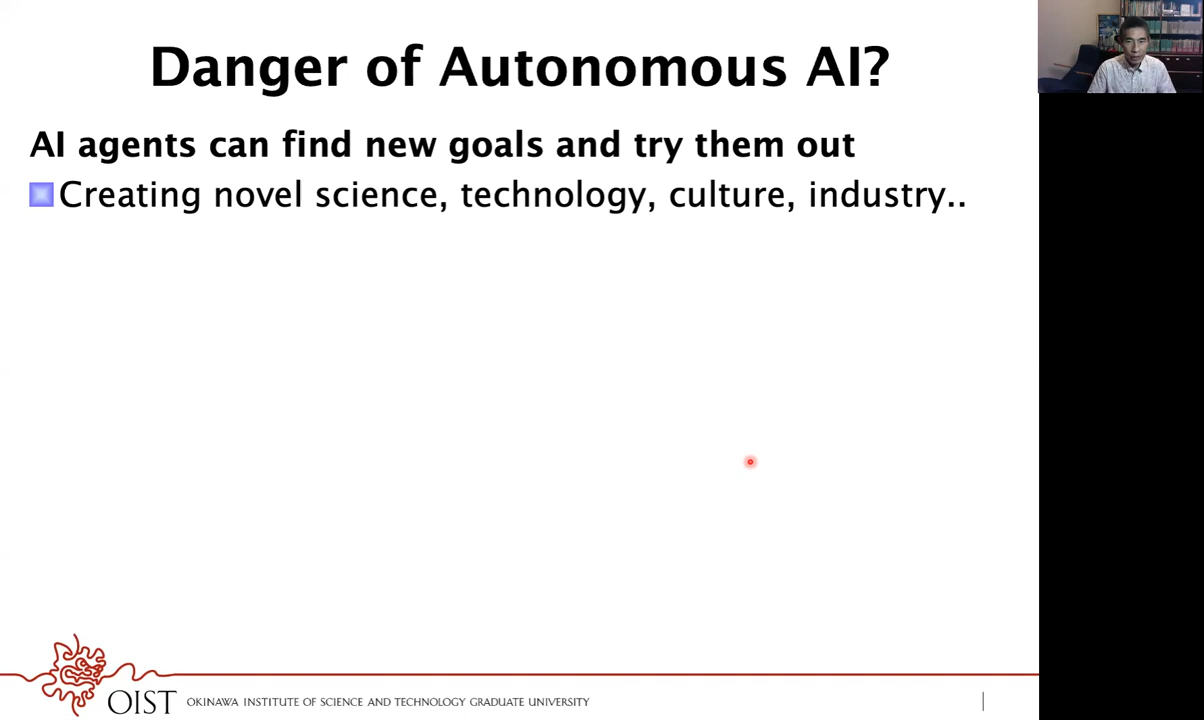 Danger of Autonomous AI?
AI agents can find new goals and try them out
Creating novel science, technology, culture, industry..
OIST OKINAWA INSTITUTE OF SCIENCE AND TECHNOLOGY GRADUATE UNIVERSITY